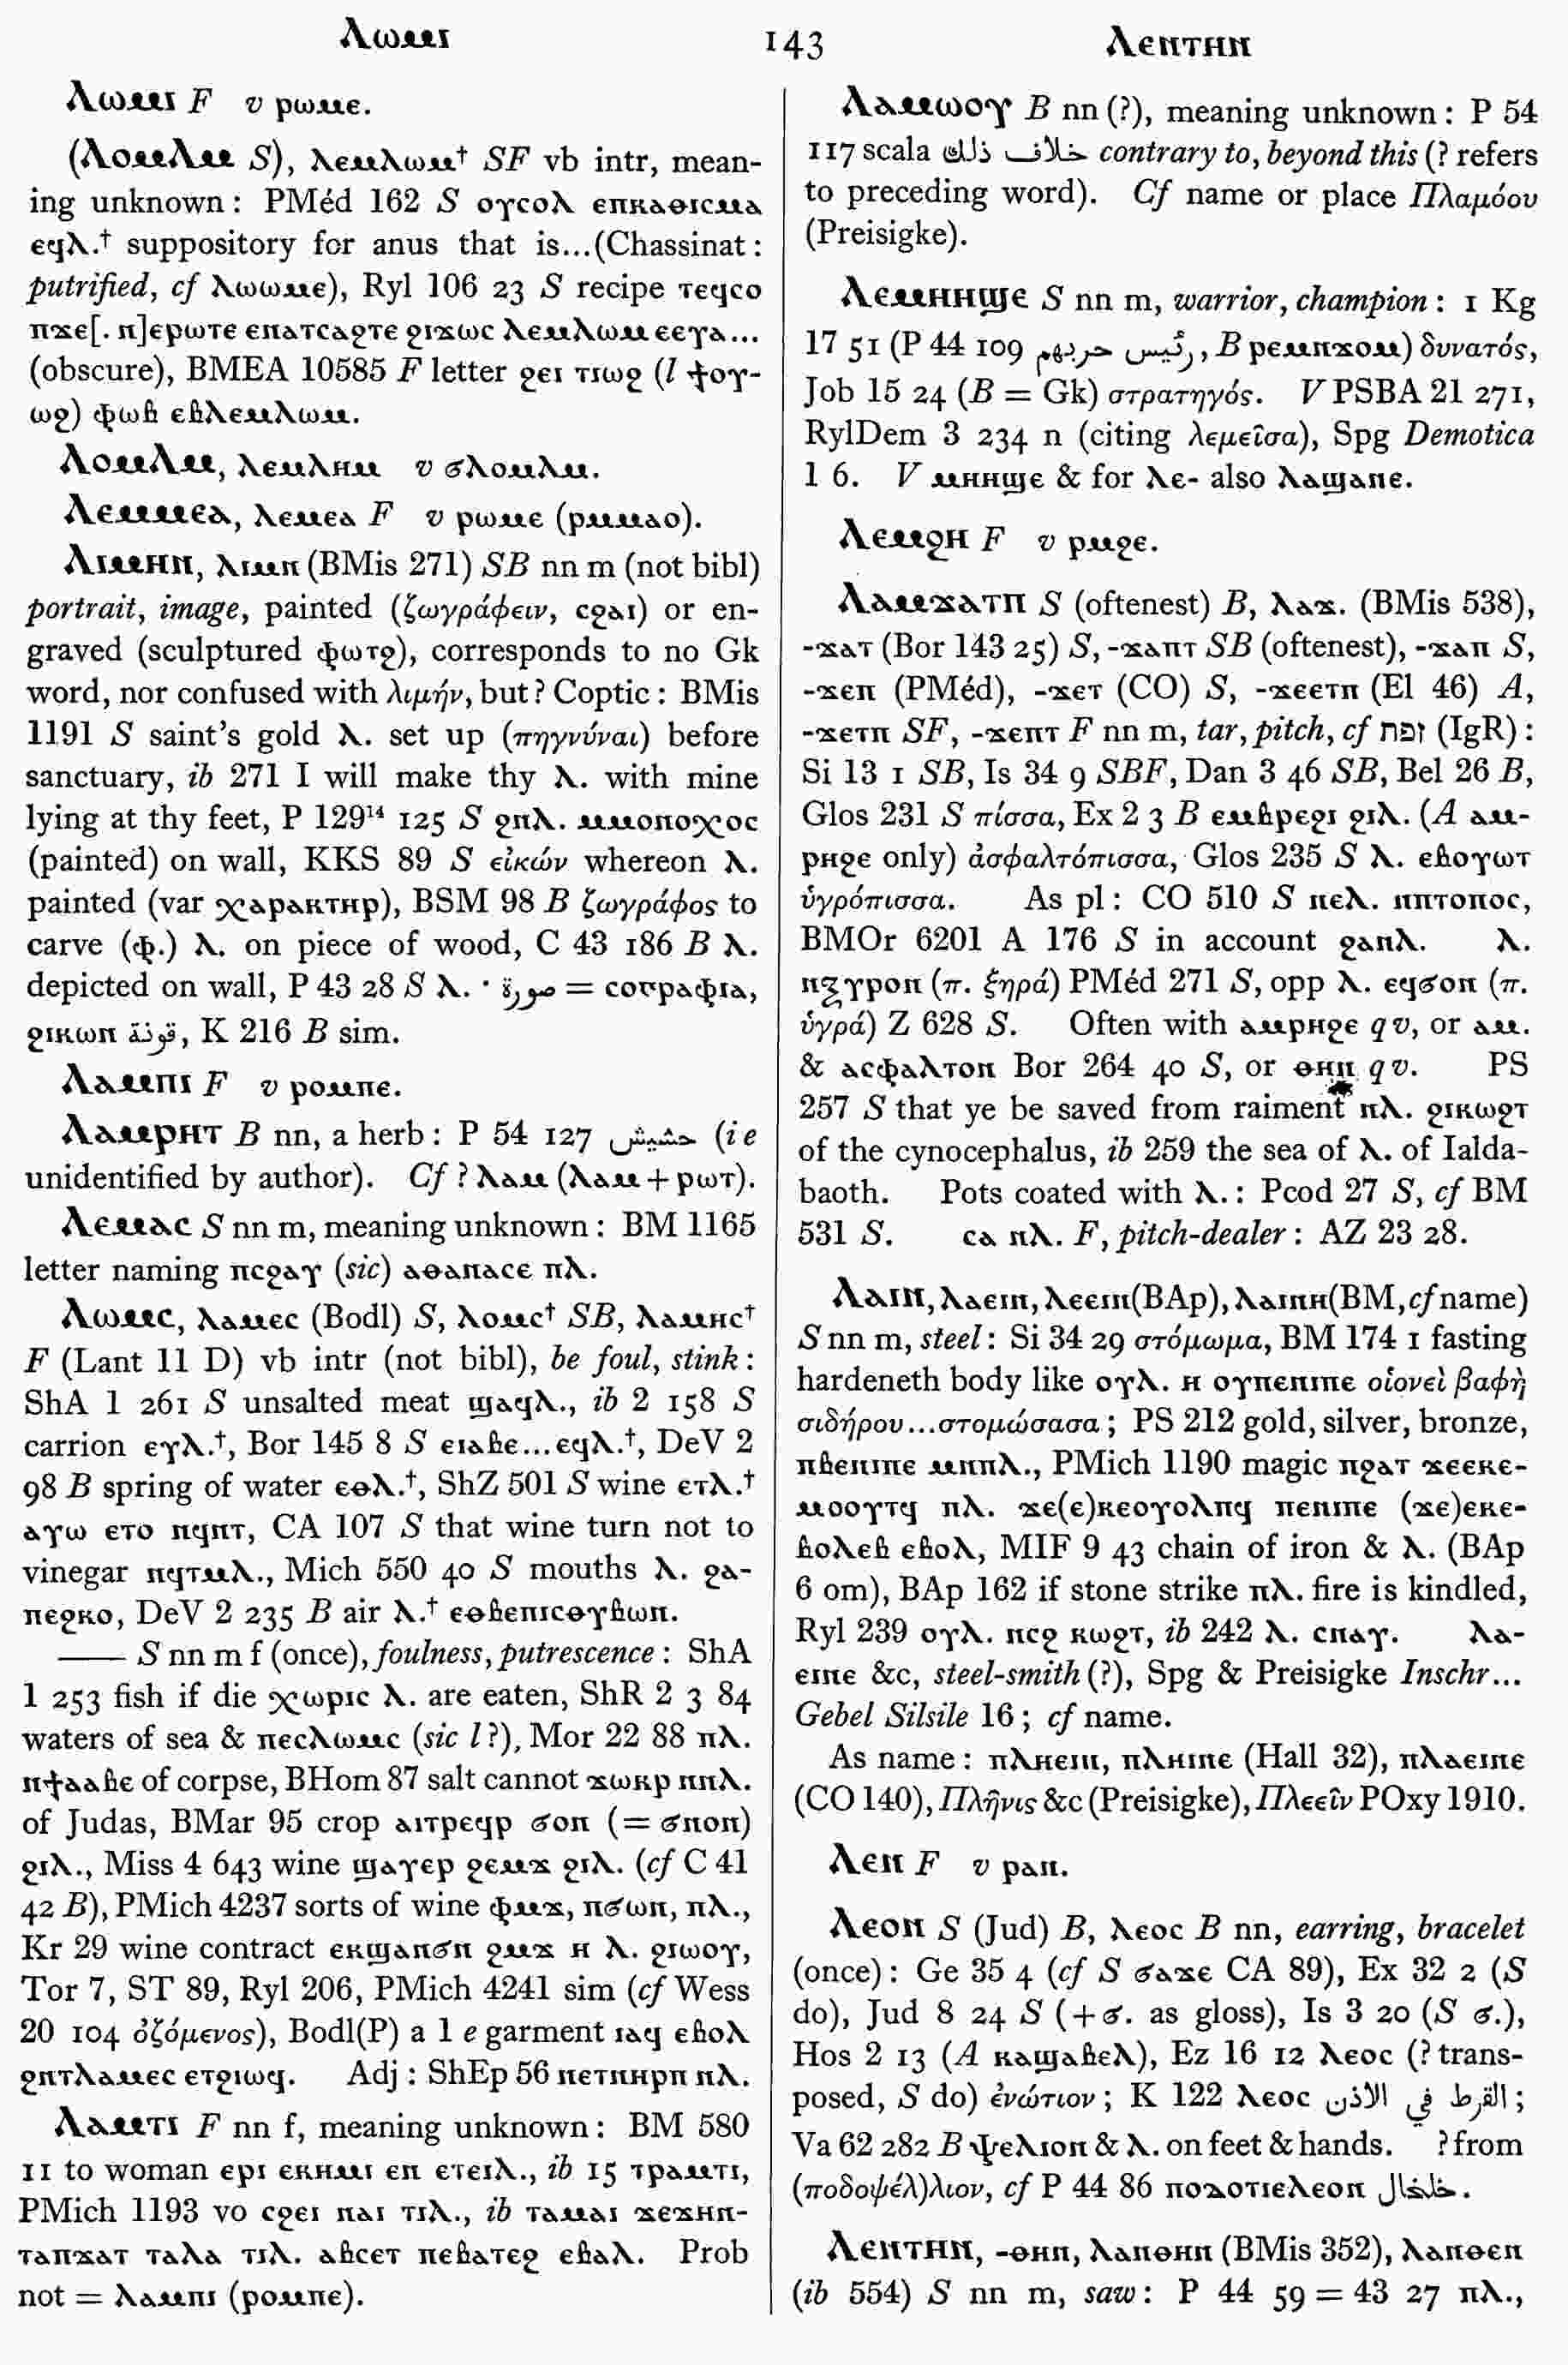 ⲗⲱⲙⲓ 143 ⲗⲉⲛⲧⲏⲛ
ⲗⲱⲙⲓ F v ⲣⲱⲙⲉ.
(ⲗⲟⲙⲗⲙ S), ⲗⲉⲙⲗⲱⲙ† SF vb intr, mean-
ing unknown: PMéd 162 S ⲟⲩⲥⲟⲗ ⲉⲡⲕⲁⲑⲓⲥⲙⲁ
ⲉϥⲗ.† suppository for anus that is...(Chassinat:
putrified, cf ⲗⲱⲱⲙⲉ), Ryl 106 23 S recipe ⲧⲉϥⲥⲟ
ⲡϫⲉ[. ⲛ]ⲉⲣⲱⲧⲉ ⲉⲡⲁⲧⲥⲁϩⲧⲉ ϩⲓϫⲱⲥ ⲗⲉⲙⲗⲱⲙ ⲉⲉⲩⲁ...
(obscure), BMEA 10585 F letter ϩⲉⲓ ⲧⲓⲱϩ (l ϯⲟⲩ-
ⲱϩ) ⲫⲱⲃ ⲉⲃⲗⲉⲙⲗⲱⲙ.
ⲗⲟⲙⲗⲙ, ⲗⲉⲙⲗⲏⲙ v ϭⲗⲟⲙⲗⲙ.
ⲗⲉⲙⲙⲉⲁ, ⲗⲉⲙⲉⲁ F v ⲣⲱⲙⲉ (ⲣⲙⲙⲁⲟ).
ⲗⲓⲙⲏⲛ, ⲗⲓⲙⲛ (BMis 271) SB nn m (not bibl)
portrait, image, painted (ζωγράφειν, ⲥϩⲁⲓ) or en-
graved (sculptured ⲫⲱⲧϩ), corresponds to no Gk
word, nor confused with λιμήν, but? Coptic: BMis
1191 S saint's gold ⲗ. set up (πηγνύναι) before
sanctuary, ib 271 I will make thy ⲗ. with mine
lying at thy feet, P 129¹⁴ 125 S ϩⲛⲗ. ⲙⲙⲟⲛⲟⲭⲟⲥ
(painted) on wall, KKS 89 S εἰκών whereon ⲗ.
painted (var ⲭⲁⲣⲁⲕⲧⲏⲣ), BSM 98 B ζωγράφος to
carve (ⲫ.) ⲗ. on piece of wood, C 43 186 B ⲗ.
depicted on wall, P 43 28 S ⲗ. · صورة = ⲥⲟⲩⲣⲁⲫⲓⲁ,
ϩⲓⲕⲱⲛ قونة, K 216 B sim.
ⲗⲁⲙⲡⲓ F v ⲣⲟⲙⲡⲉ.
ⲗⲁⲙⲣⲏⲧ B nn, a herb: P 54 127 حشيش (i e
unidentified by author). Cf ? ⲗⲁⲙ (ⲗⲁⲙ + ⲣⲱⲧ).
ⲗⲉⲙⲁⲥ S nn m, meaning unknown: BM 1165
letter naming ⲡⲥϩⲁⲩ (sic) ⲁⲑⲁⲛⲁⲥⲉ ⲡⲗ.
ⲗⲱⲙⲥ, ⲗⲁⲙⲉⲥ (Bodl) S, ⲗⲟⲙⲥ† SB, ⲗⲁⲙⲏⲥ†
F (Lant 11 D) vb intr (not bibl), be foul, stink:
ShA 1 261 S unsalted meat ϣⲁϥⲗ., ib 2 158 S
carrion ⲉⲩⲗ.†, Bor 145 8 S ⲉⲓⲁⲃⲉ...ⲉϥⲗ.†, DeV 2
98 B spring of water ⲉⲑⲗ.†, ShZ 501 S wine ⲉⲧⲗ.†
ⲁⲩⲱ ⲉⲧⲟ ⲛϥⲛⲧ, CA 107 S that wine turn not to
vinegar ⲛϥⲧⲙⲗ., Mich 550 40 S mouths ⲗ. ϩⲁ-
ⲡⲉϩⲕⲟ, DeV 2 235 B air ⲗ.† ⲉⲑⲃⲉⲛⲓⲥⲑⲩⲃⲱⲛ.
—— S nn m f (once), foulness, putrescence: ShA
1 253 fish if die ⲭⲱⲣⲓⲥ ⲗ. are eaten, ShR 2 3 84
waters of sea & ⲡⲉⲥⲗⲱⲙⲥ (sic l ?), Mor 22 88 ⲡⲗ.
ⲛϯⲁⲁⲃⲉ of corpse, BHom 87 salt cannot ϫⲱⲕⲣ ⲙⲡⲗ.
of Judas, BMar 95 crop ⲁⲓⲧⲣⲉϥⲣ ϭⲟⲛ (= ϭⲛⲟⲛ)
ϩⲓⲗ., Miss 4 643 wine ϣⲁⲩⲉⲣ ϩⲉⲙϫ ϩⲓⲗ. (cf C 41
42 B), PMich 4237 sorts of wine ⲫⲙϫ, ⲡϭⲱⲛ, ⲡⲗ.,
Kr 29 wine contract ⲉⲕϣⲁⲛϭⲛ ϩⲙϫ ⲏ ⲗ. ϩⲓⲱⲟⲩ,
Tor 7, ST 89, Ryl 206, PMich 4241 sim (cf Wess
20 104 ὀζόμενος), Bodl(P) a 1 e garment ⲓⲁϥ ⲉⲃⲟⲗ
ϩⲛⲧⲗⲁⲙⲉⲥ ⲉⲧϩⲓⲱϥ. Adj: ShEp 56 ⲡⲉⲧⲛⲏⲣⲡ ⲛⲗ.
ⲗⲁⲙⲧⲓ F nn f, meaning unknown: BM 580
11 to woman ⲉⲣⲓ ⲉⲕⲏⲙⲓ ⲉⲛ ⲉⲧⲉⲓⲗ., ib 15 ⲧⲣⲁⲙⲧⲓ,
PMich 1193 vo ⲥϩⲉⲓ ⲛⲁⲓ ⲧⲓⲗ., ib ⲧⲁⲙⲁⲓ ϫⲉϫⲏⲛ-
ⲧⲁⲡϫⲁⲧ ⲧⲁⲗⲁ ⲧⲓⲗ. ⲁⲃⲥⲉⲧ ⲡⲉⲃⲁⲧⲉϩ ⲉⲃⲁⲗ. Prob
not = ⲗⲁⲙⲡⲓ (ⲣⲟⲙⲡⲉ).
ⲗⲁⲙⲱⲟⲩ B nn (?), meaning unknown: P 54
117 scala خلاف ذلك contrary to, beyond this (? refers
to preceding word). Cf name or place Πλαμόου
(Preisigke).
ⲗⲉⲙⲏⲏϣⲉ S nn m, warrior, champion: 1 Kg
17 51 (P 44 109 رئيس حربهم, B ⲣⲉⲙⲛϫⲟⲙ) δυνατός,
Job 15 24 (B = Gk) στρατηγός. V PSBA 21 271,
RylDem 3 234 n (citing λεμεῖσα), Spg Demotica
1 6. V ⲙⲏⲏϣⲉ & for ⲗⲉ- also ⲗⲁϣⲁⲛⲉ.
ⲗⲉⲙϩⲏ F v ⲣⲙϩⲉ.
ⲗⲁⲙϫⲁⲧⲡ S (oftenest) B, ⲗⲁϫ. (BMis 538),
-ϫⲁⲧ (Bor 143 25) S, -ϫⲁⲡⲧ SB (oftenest), -ϫⲁⲡ S,
-ϫⲉⲡ (PMéd), -ϫⲉⲧ (CO) S, -ϫⲉⲉⲧⲡ (El 46) A,
-ϫⲉⲧⲡ SF, -ϫⲉⲡⲧ F nn m, tar, pitch, cf זפת (IgR):
Si 13 1 SB, Is 34 9 SBF, Dan 3 46 SB, Bel 26 B,
Glos 231 S πίσσα, Ex 2 3 B ⲉⲙⲃⲣⲉϩⲓ ϩⲓⲗ. (A ⲁⲙ-
ⲣⲏϩⲉ only) ἀσφαλτόπισσα, Glos 235 S ⲗ. ⲉⲃⲟⲩⲱⲧ
ὑγρόπισσα. As pl: CO 510 S ⲛⲉⲗ. ⲙⲡⲧⲟⲡⲟⲥ,
BMOr 6201 A 176 S in account ϩⲁⲛⲗ. ⲗ.
ⲛⲝⲩⲣⲟⲛ (π. ξηρά) PMéd 271 S, opp ⲗ. ⲉϥϭⲟⲛ (π.
ὑγρά) Z 628 S. Often with ⲁⲙⲣⲏϩⲉ q v, or ⲁⲙ.
& ⲁⲥⲫⲁⲗⲧⲟⲛ Bor 264 40 S, or ⲑⲏⲛ q v. PS
257 S that ye be saved from raiment ⲛⲗ. ϩⲓⲕⲱϩⲧ
of the cynocephalus, ib 259 the sea of ⲗ. of Ialda-
baoth. Pots coated with ⲗ.: Pcod 27 S, cf BM
531 S. ⲥⲁ ⲛⲗ. F, pitch-dealer: AZ 23 28.
ⲗⲁⲓⲛ, ⲗⲁⲉⲓⲛ, ⲗⲉⲉⲓⲛ (BAp), ⲗⲁⲓⲛⲏ (BM, cf name)
S nn m, steel: Si 34 29 στόμωμα, BM 174 1 fasting
hardeneth body like ⲟⲩⲗ. ⲏ ⲟⲩⲡⲉⲛⲓⲡⲉ οἱονεὶ βαφὴ
σιδήρου...στομώσασα; PS 212 gold, silver, bronze,
ⲡⲃⲉⲛⲓⲡⲉ ⲙⲛⲡⲗ., PMich 1190 magic ⲡϩⲁⲧ ϫⲉⲉⲕⲉ-
ⲙⲟⲟⲩⲧϥ ⲡⲗ. ϫⲉ(ⲉ)ⲕⲉⲟⲩⲟⲗⲡϥ ⲡⲉⲛⲓⲡⲉ (ϫⲉ)ⲉⲕⲉ-
ⲃⲟⲗⲉⲃ ⲉⲃⲟⲗ, MIF 9 43 chain of iron & ⲗ. (BAp
6 om), BAp 162 if stone strike ⲡⲗ. fire is kindled,
Ryl 239 ⲟⲩⲗ. ⲛⲥϩ ⲕⲱϩⲧ, ib 242 ⲗ. ⲥⲛⲁⲩ. ⲗⲁ-
ⲉⲓⲛⲉ &c, steel-smith (?), Spg & Preisigke Inschr...
Gebel Silsile 16; cf name.
As name: ⲡⲗⲏⲉⲓⲛ, ⲡⲗⲏⲓⲛⲉ (Hall 32), ⲡⲗⲁⲉⲓⲛⲉ
(CO 140), Πλῆνις &c (Preisigke), Πλεεῖν POxy 1910.
ⲗⲉⲛ F v ⲣⲁⲛ.
ⲗⲉⲟⲛ S (Jud) B, ⲗⲉⲟⲥ B nn, earring, bracelet
(once): Ge 35 4 (cf S ϭⲁϫⲉ CA 89), Ex 32 2 (S
do), Jud 8 24 S (+ ϭ. as gloss), Is 3 20 (S ϭ.),
Hos 2 13 (A ⲕⲁϣⲁⲃⲉⲗ), Ez 16 12 ⲗⲉⲟⲥ (? trans-
posed, S do) ἐνώτιον; K 122 ⲗⲉⲟⲥ القرط في الاذن;
Va 62 282 B ⲯⲉⲗⲓⲟⲛ & ⲗ. on feet & hands. ? from
(ποδοψέλ)λιον, cf P 44 86 ⲡⲟⲇⲟⲧⲓⲉⲗⲉⲟⲛ خلخال.
ⲗⲉⲛⲧⲏⲛ, -ⲑⲏⲛ, ⲗⲁⲛⲑⲏⲛ (BMis 352), ⲗⲁⲛⲑⲉⲛ
(ib 554) S nn m, saw: P 44 59 = 43 27 ⲡⲗ.,